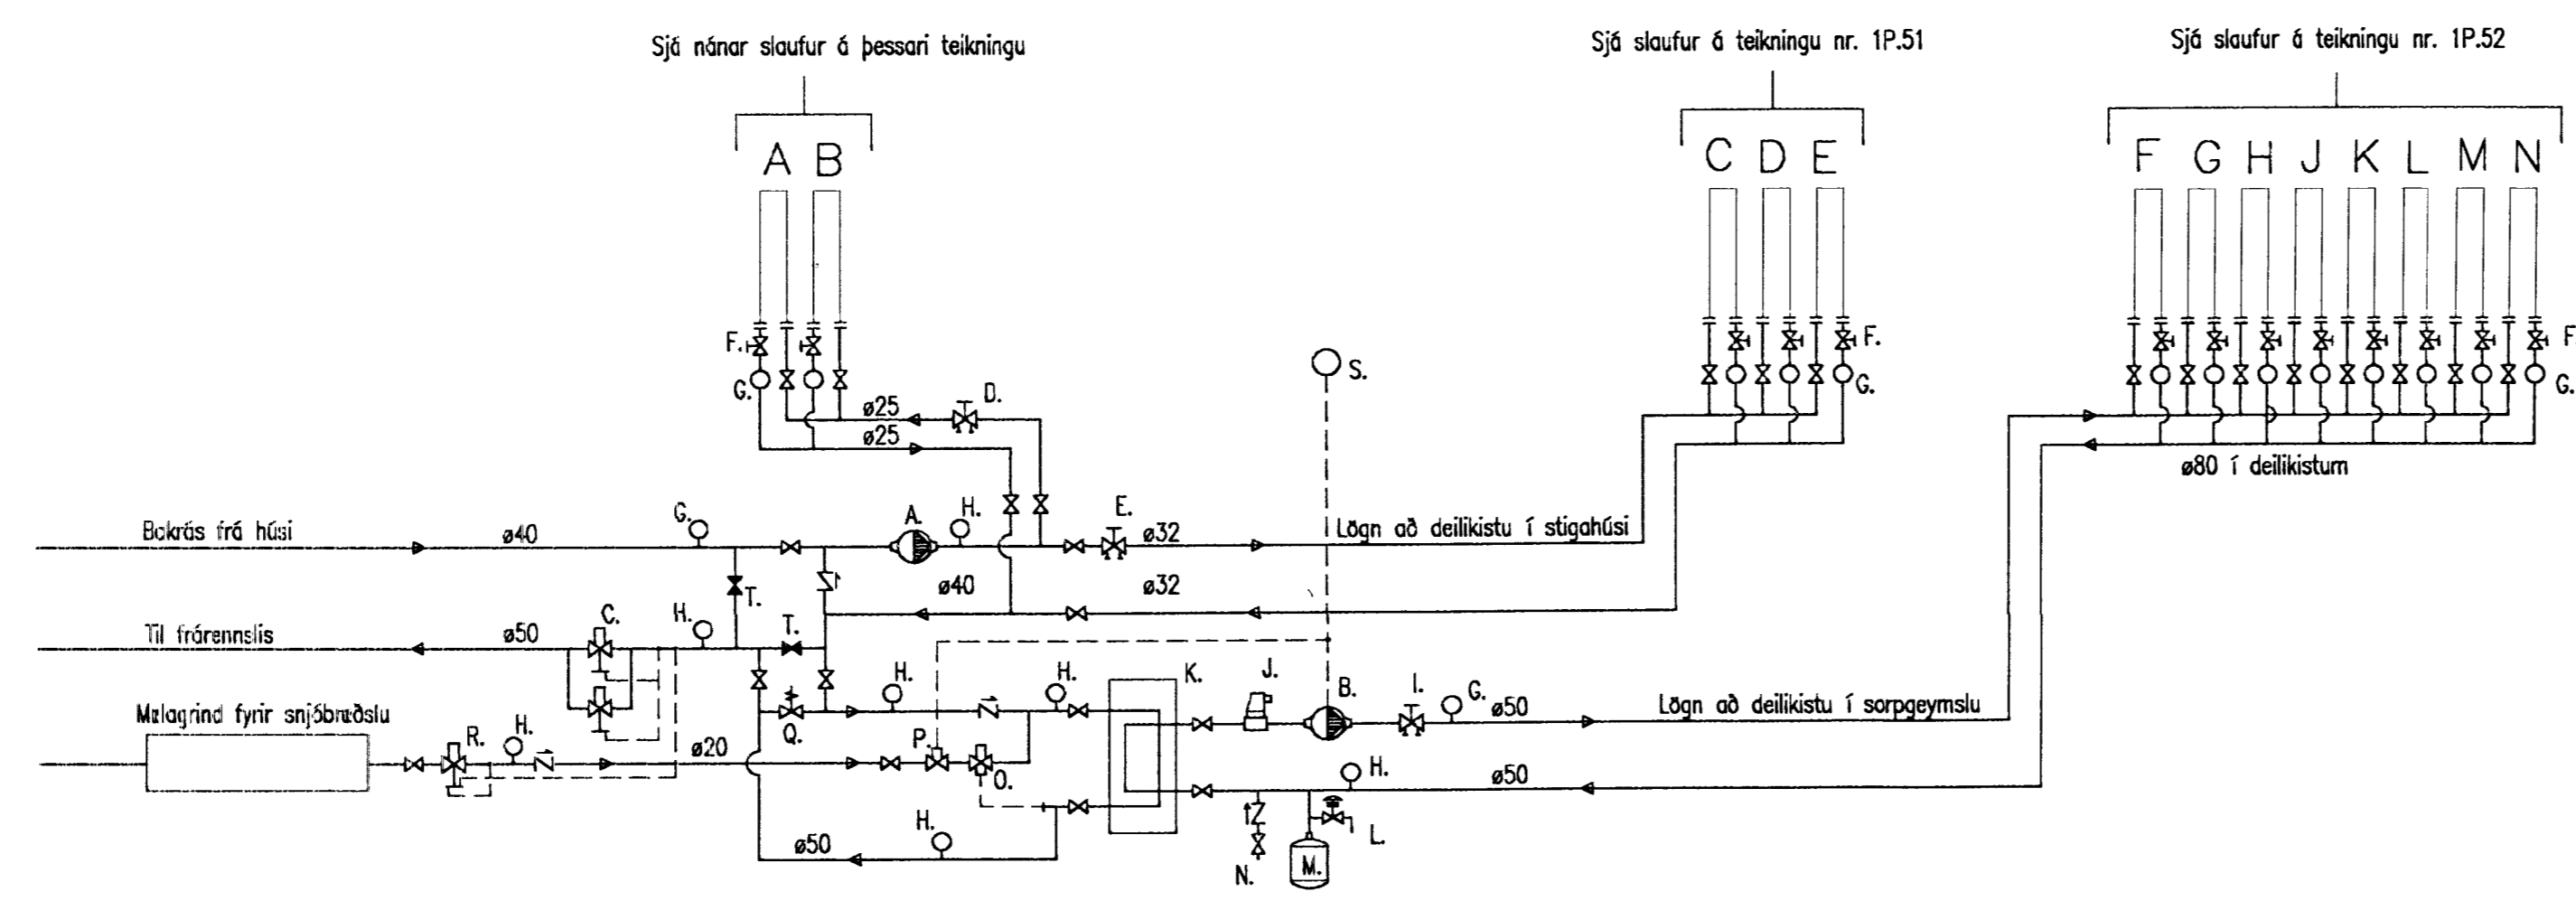 Sjá nánar slaufur á þessari teikningu
Sjá slaufur á teikningu nr. 1P.51
Sjá slaufur á teikningu nr. 1P.52
A B
C D E
F G H J K L M N
F.
F.
F
S.
G.
G.
G.
D.
ø25
ø25
ø80 í deilikistum
Bakrás frá húsi
ø40
G.
A.
H.
E.
ø32
Lögn að deilikistu í stigahúsi
T.
ø40
ø32
Til frárennslis
ø50
C.
H.
T.
Mælagrind fyrir snjóbræðslu
H.
H.
K.
J.
B.
I.
G.
ø50
Lögn að deilikistu í sorpgeymslu
R.
H.
ø20
Q.
P.
O.
H.
ø50
ø50
H.
N.
M.
L.